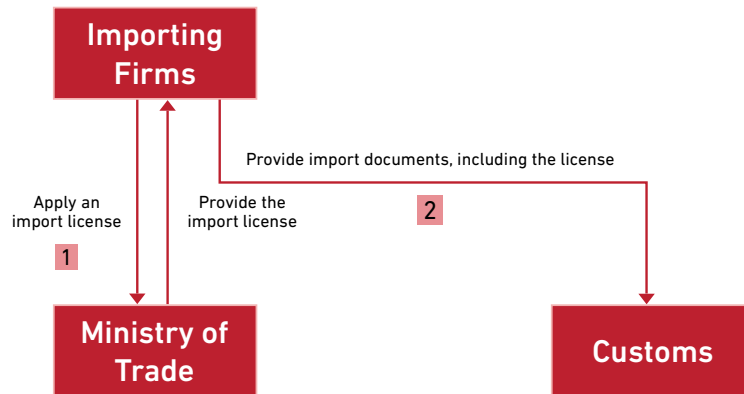 Importing
Firms
Provide import documents, including the license
Apply an
import license
Provide the
import license
1
2
Ministry of
Trade
Customs